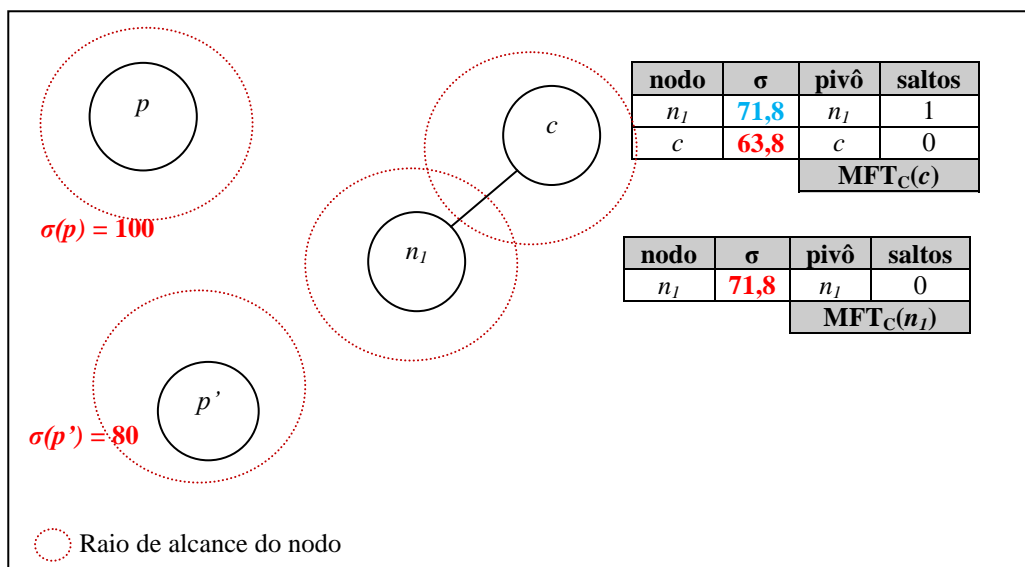 p
σ(p) = 100
c
n1
p'
σ(p') = 80
nodo σ pivô saltos
n1 71,8 n1 1
c 63,8 c 0
MFTC(c)
nodo σ pivô saltos
n1 71,8 n1 0
MFTC(n1)
Raio de alcance do nodo